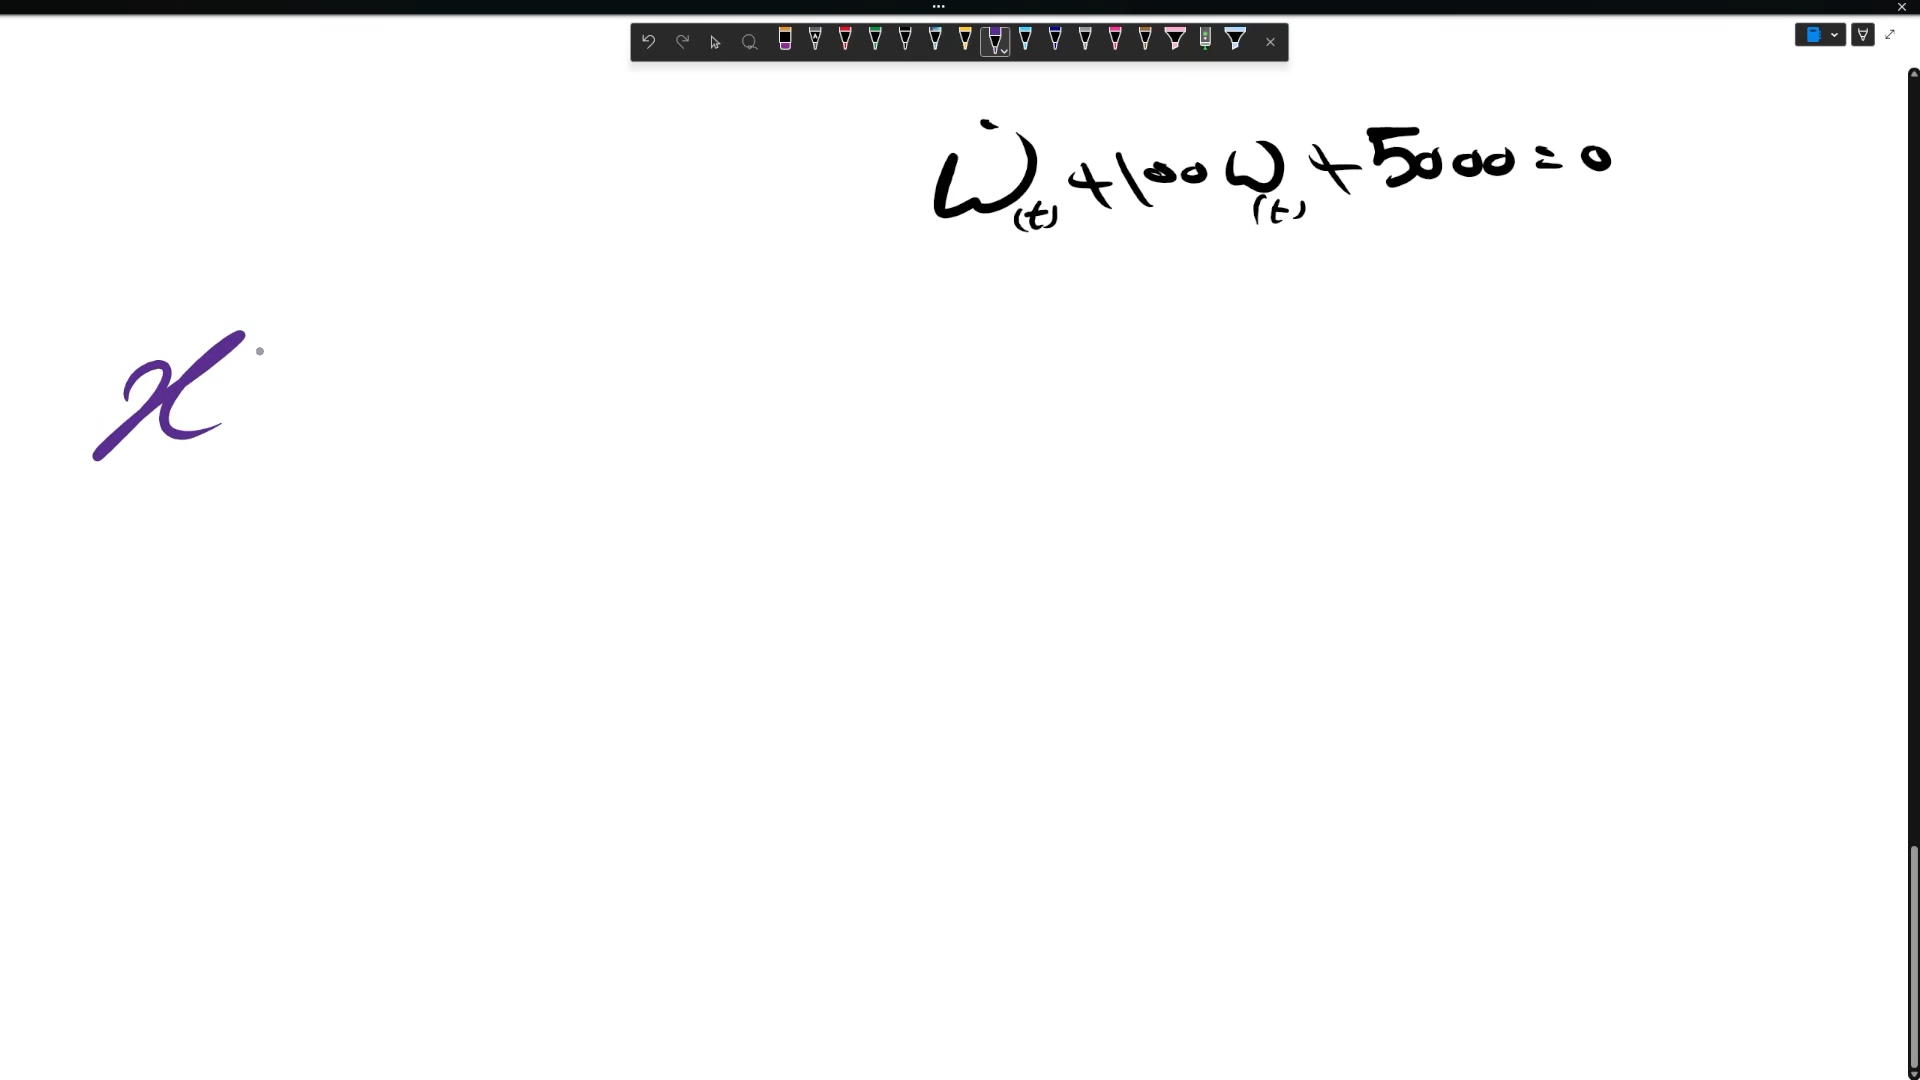 ω̇(t) + 100 ω(t) + 5000 = 0
x